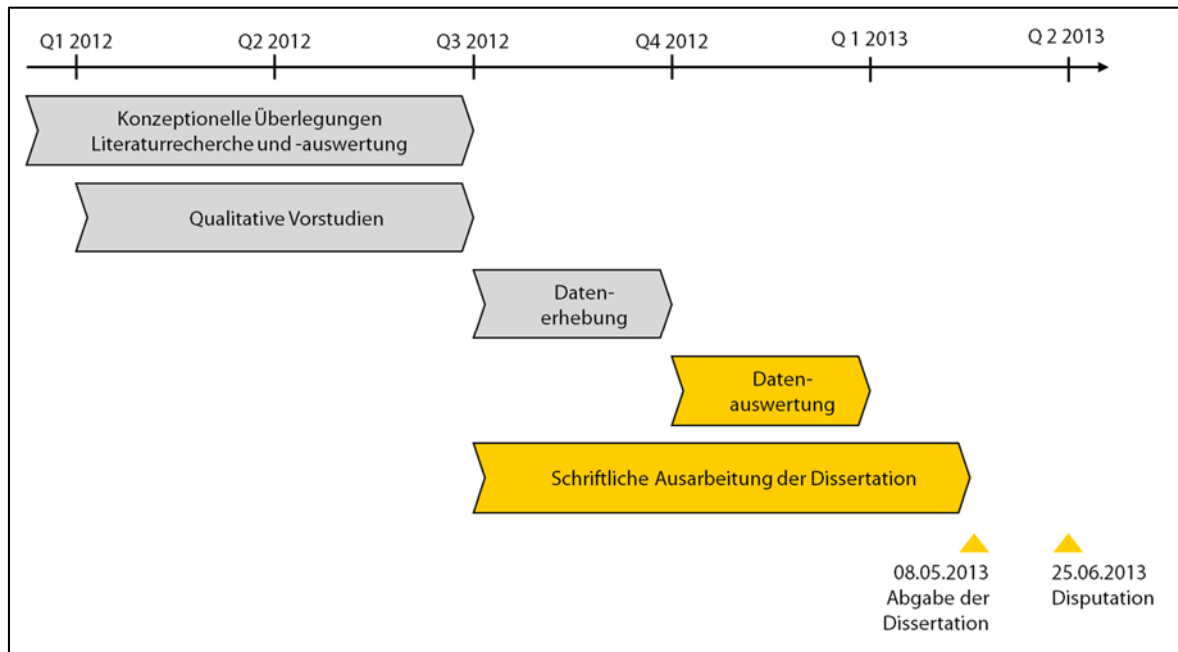 Q1 2012 Q2 2012 Q3 2012 Q4 2012 Q 1 2013 Q 2 2013
Konzeptionelle Überlegungen
Literaturrecherche und -auswertung
Qualitative Vorstudien
Daten-
erhebung
Daten-
auswertung
Schriftliche Ausarbeitung der Dissertation
08.05.2013
Abgabe der
Dissertation
25.06.2013
Disputation